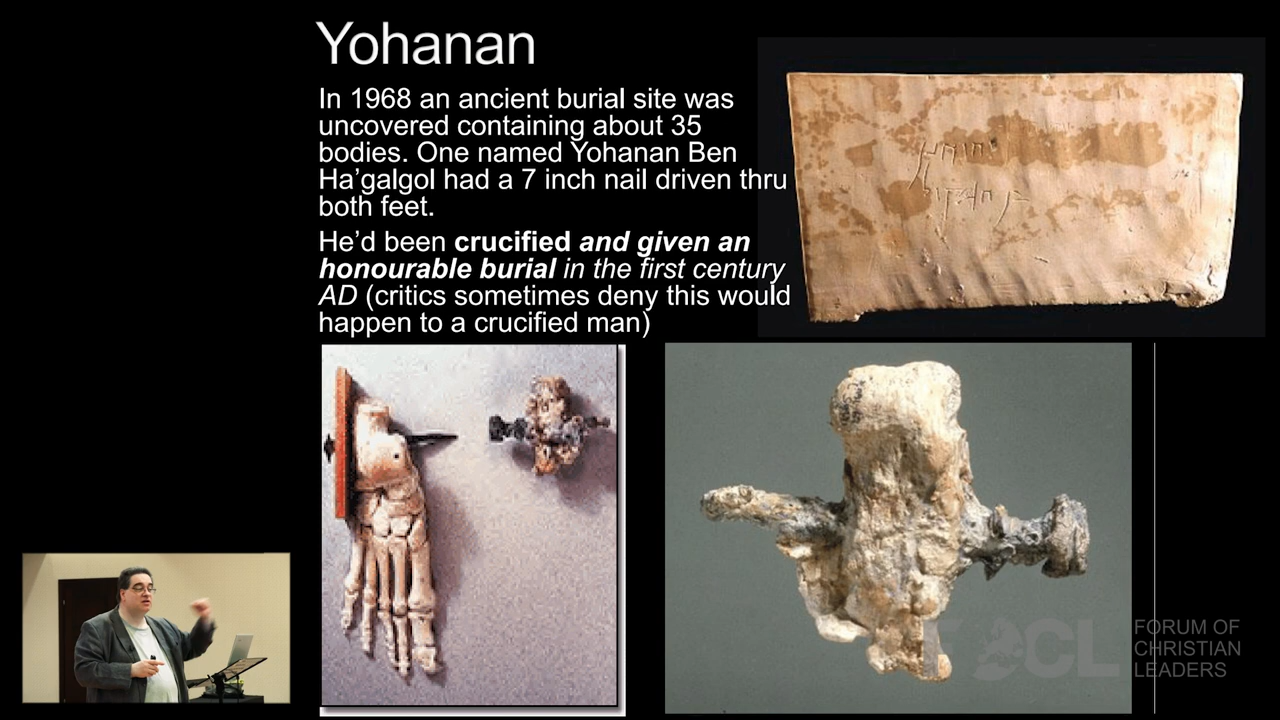 Yohanan
In 1968 an ancient burial site was
uncovered containing about 35
bodies. One named Yohanan Ben
Ha’galgol had a 7 inch nail driven thru
both feet.
He’d been crucified and given an
honourable burial in the first century
AD (critics sometimes deny this would
happen to a crucified man)
FOCL
FORUM OF
CHRISTIAN
LEADERS